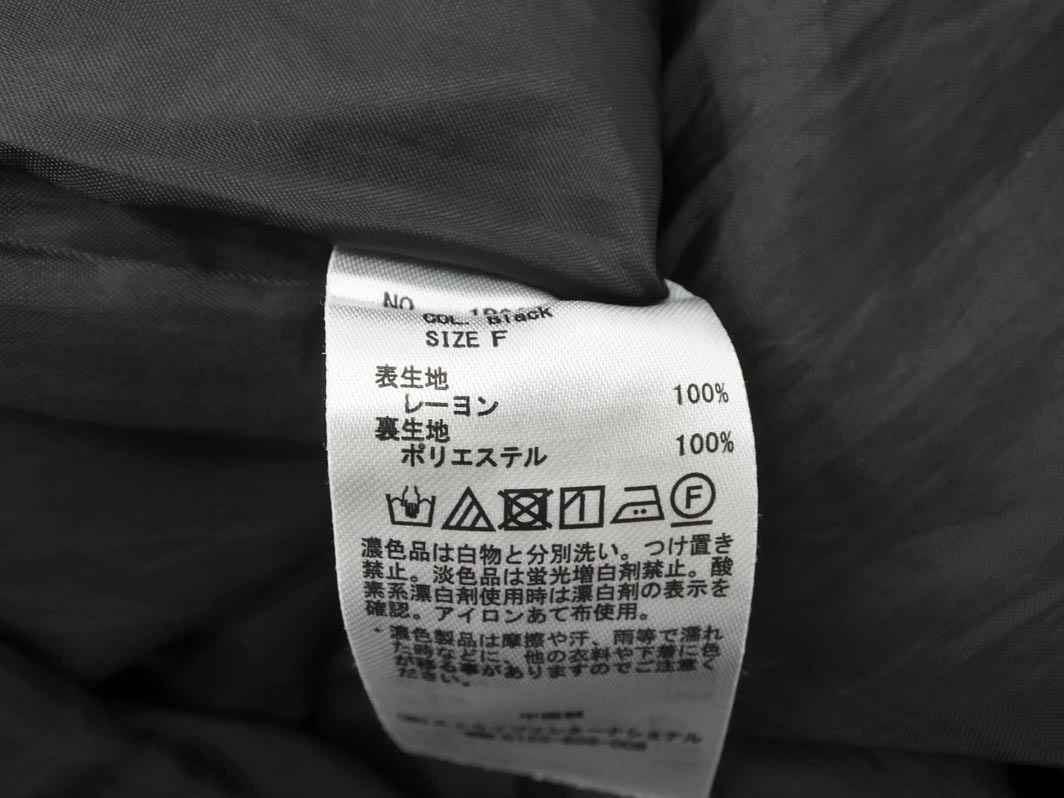 NO
COL. Black
SIZE F
表生地
レーヨン 100%
裏生地
ポリエステル 100%
F
濃色品は白物と分別洗い。つけ置き
禁止。淡色品は蛍光増白剤禁止。酸
素系漂白剤使用時は漂白剤の表示を
確認。アイロンあて布使用。
・濃色製品は摩擦や汗、雨等で濡れ
た時などに、他の衣料や下着に色
が移る事がありますのでご注意く
ださい。
中国製